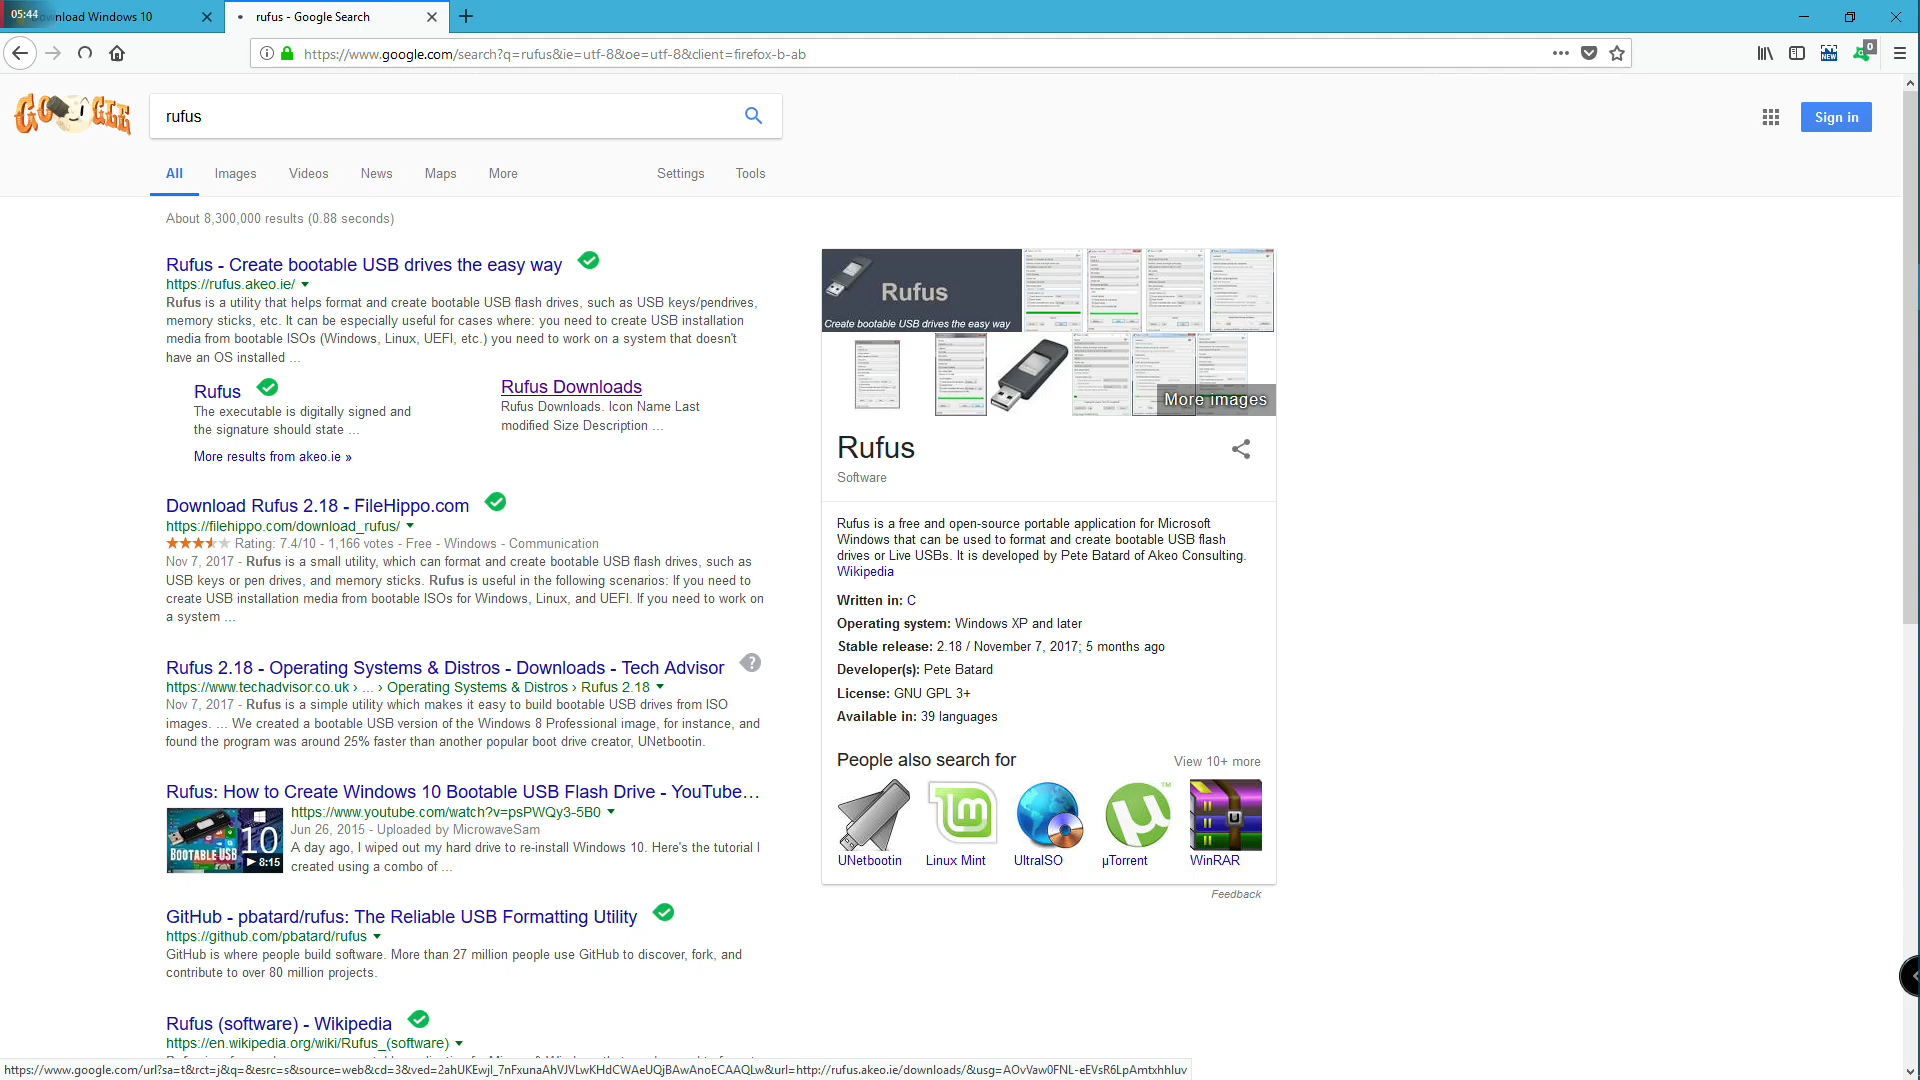 05:44
wnload Windows 10
rufus - Google Search
https://www.google.com/search?q=rufus&ie=utf-8&oe=utf-8&client=firefox-b-ab
NEW
0
GOOGLE
rufus
Sign in
All
Images
Videos
News
Maps
More
Settings
Tools
About 8,300,000 results (0.88 seconds)
Rufus - Create bootable USB drives the easy way
https://rufus.akeo.ie/
Rufus is a utility that helps format and create bootable USB flash drives, such as USB keys/pendrives,
memory sticks, etc. It can be especially useful for cases where: you need to create USB installation
media from bootable ISOs (Windows, Linux, UEFI, etc.) you need to work on a system that doesn't
have an OS installed ...
Rufus
The executable is digitally signed and
the signature should state ...
Rufus Downloads
Rufus Downloads. Icon Name Last
modified Size Description ...
More results from akeo.ie »
Download Rufus 2.18 - FileHippo.com
https://filehippo.com/download_rufus/
Rating: 7.4/10 - 1,166 votes - Free - Windows - Communication
Nov 7, 2017 - Rufus is a small utility, which can format and create bootable USB flash drives, such as
USB keys or pen drives, and memory sticks. Rufus is useful in the following scenarios: If you need to
create USB installation media from bootable ISOs for Windows, Linux, and UEFI. If you need to work on
a system ...
Rufus 2.18 - Operating Systems & Distros - Downloads - Tech Advisor
https://www.techadvisor.co.uk › ... › Operating Systems & Distros › Rufus 2.18
Nov 7, 2017 - Rufus is a simple utility which makes it easy to build bootable USB drives from ISO
images. ... We created a bootable USB version of the Windows 8 Professional image, for instance, and
found the program was around 25% faster than another popular boot drive creator, UNetbootin.
Rufus: How to Create Windows 10 Bootable USB Flash Drive - YouTube...
10
BOOTABLE USB
8:15
https://www.youtube.com/watch?v=psPWQy3-5B0
Jun 26, 2015 - Uploaded by MicrowaveSam
A day ago, I wiped out my hard drive to re-install Windows 10. Here's the tutorial I
created using a combo of ...
GitHub - pbatard/rufus: The Reliable USB Formatting Utility
https://github.com/pbatard/rufus
GitHub is where people build software. More than 27 million people use GitHub to discover, fork, and
contribute to over 80 million projects.
Rufus (software) - Wikipedia
https://en.wikipedia.org/wiki/Rufus_(software)
Rufus
Create bootable USB drives the easy way
More images
Rufus
Software
Rufus is a free and open-source portable application for Microsoft
Windows that can be used to format and create bootable USB flash
drives or Live USBs. It is developed by Pete Batard of Akeo Consulting.
Wikipedia
Written in: C
Operating system: Windows XP and later
Stable release: 2.18 / November 7, 2017; 5 months ago
Developer(s): Pete Batard
License: GNU GPL 3+
Available in: 39 languages
People also search for
View 10+ more
UNetbootin
Linux Mint
UltraISO
µTorrent
WinRAR
Feedback
https://www.google.com/url?sa=t&rct=j&q=&esrc=s&source=web&cd=3&ved=2ahUKEwjl_7nFxunaAhVJVLwKHdCWAeUQjBAwAnoECAAQLw&url=http://rufus.akeo.ie/downloads/&usg=AOvVaw0FNL-eEVsR6LpAmtxhhluv